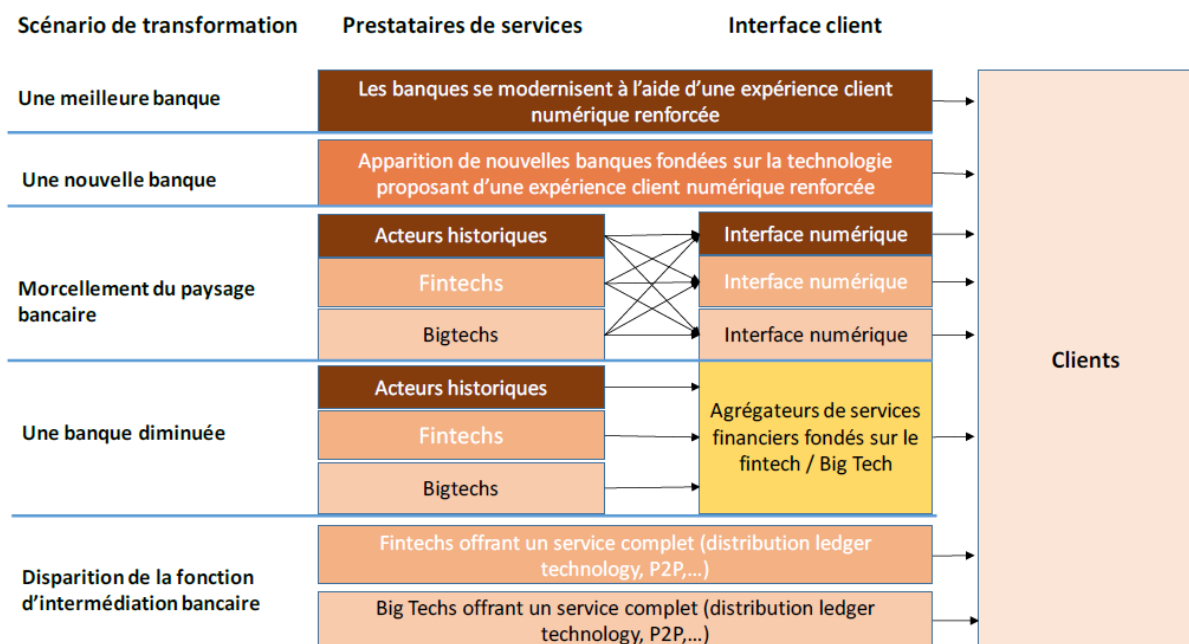 Scénario de transformation
Prestataires de services
Interface client
Une meilleure banque
Les banques se modernisent à l'aide d'une expérience client
numérique renforcée
Une nouvelle banque
Apparition de nouvelles banques fondées sur la technologie
proposant d'une expérience client numérique renforcée
Morcellement du paysage
bancaire
Acteurs historiques
Fintechs
Bigtechs
Interface numérique
Interface numérique
Interface numérique
Une banque diminuée
Acteurs historiques
Fintechs
Bigtechs
Agrégateurs de services
financiers fondés sur le
fintech / Big Tech
Disparition de la fonction
d'intermédiation bancaire
Fintechs offrant un service complet (distribution ledger
technology, P2P,...)
Big Techs offrant un service complet (distribution ledger
technology, P2P,...)
Clients